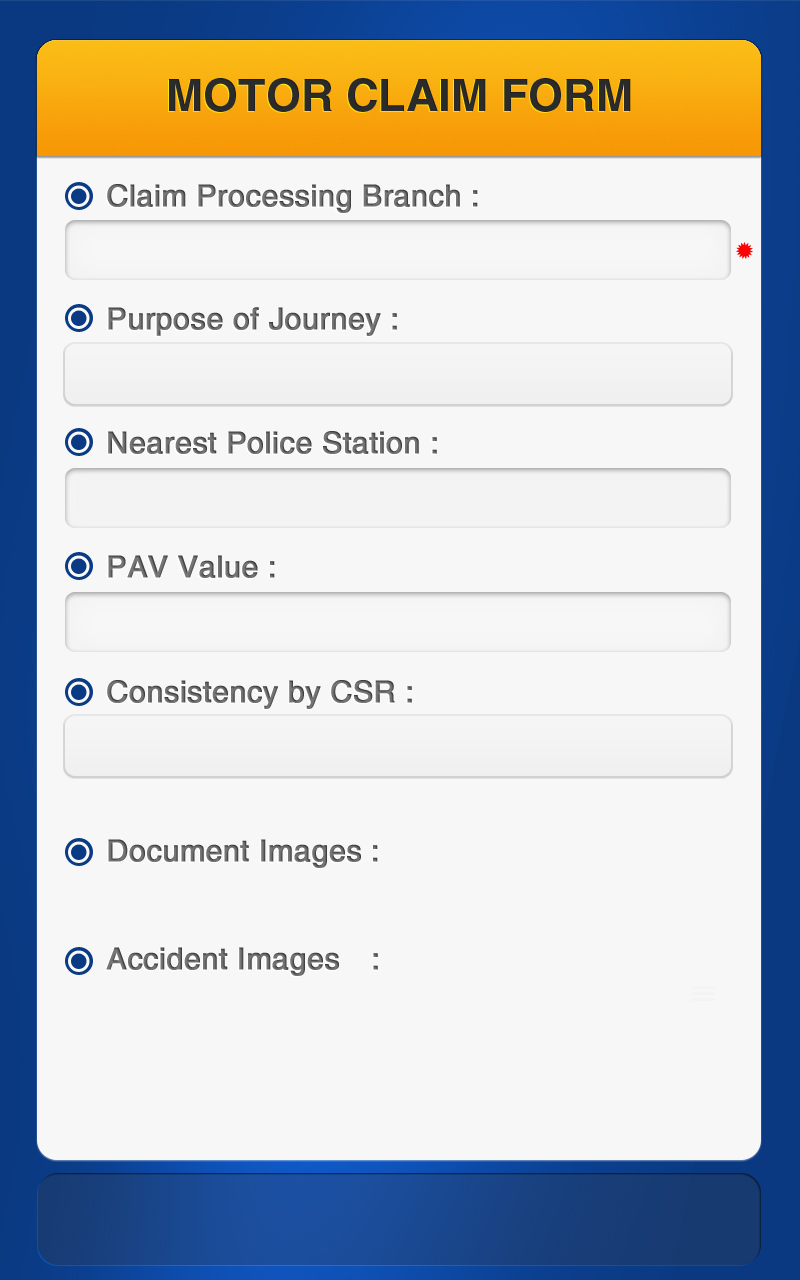 MOTOR CLAIM FORM
Claim Processing Branch :
Purpose of Journey :
Nearest Police Station :
PAV Value :
Consistency by CSR :
Document Images :
Accident Images :